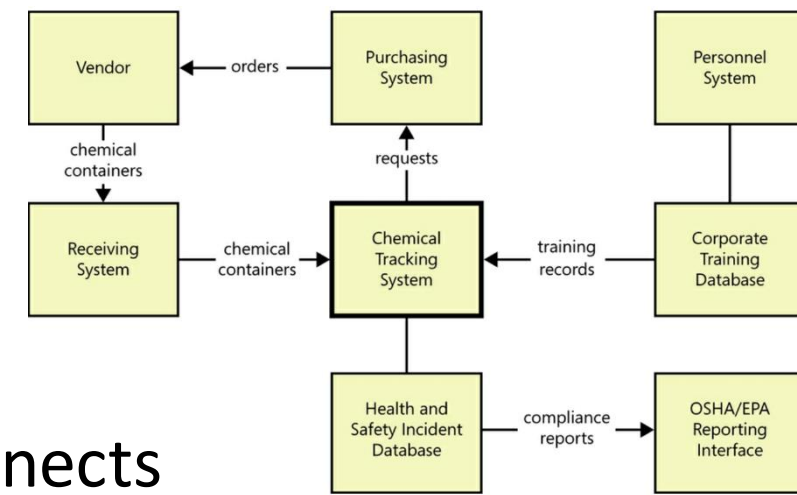 Vendor
orders
Purchasing
System
Personnel
System
chemical
containers
requests
Receiving
System
chemical
containers
Chemical
Tracking
System
training
records
Corporate
Training
Database
Health and
Safety Incident
Database
compliance
reports
OSHA/EPA
Reporting
Interface
nects